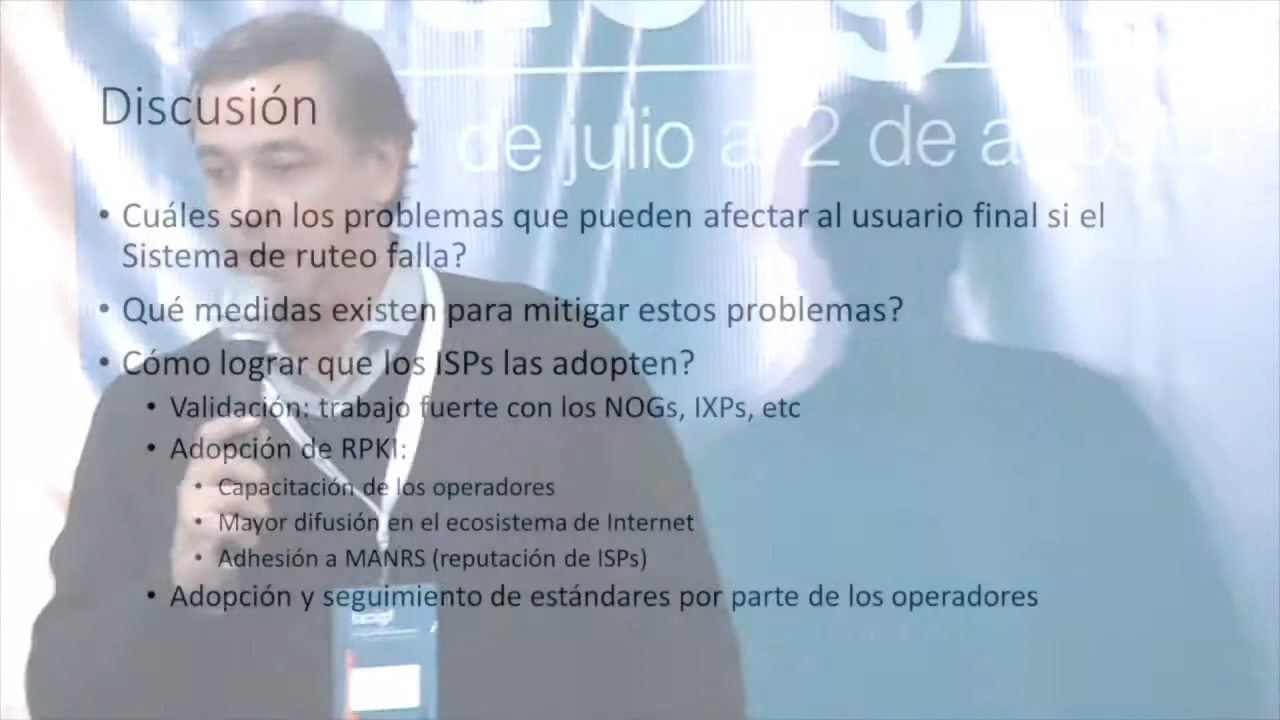 Discusión
de julio a 2 de agosto
• Cuáles son los problemas que pueden afectar al usuario final si el
Sistema de ruteo falla?
• Qué medidas existen para mitigar estos problemas?
• Cómo lograr que los ISPs las adopten?
• Validación: trabajo fuerte con los NOGs, IXPs, etc
• Adopción de RPKI:
• Capacitación de los operadores
• Mayor difusión en el ecosistema de Internet
• Adhesión a MANRS (reputación de ISPs)
• Adopción y seguimiento de estándares por parte de los operadores